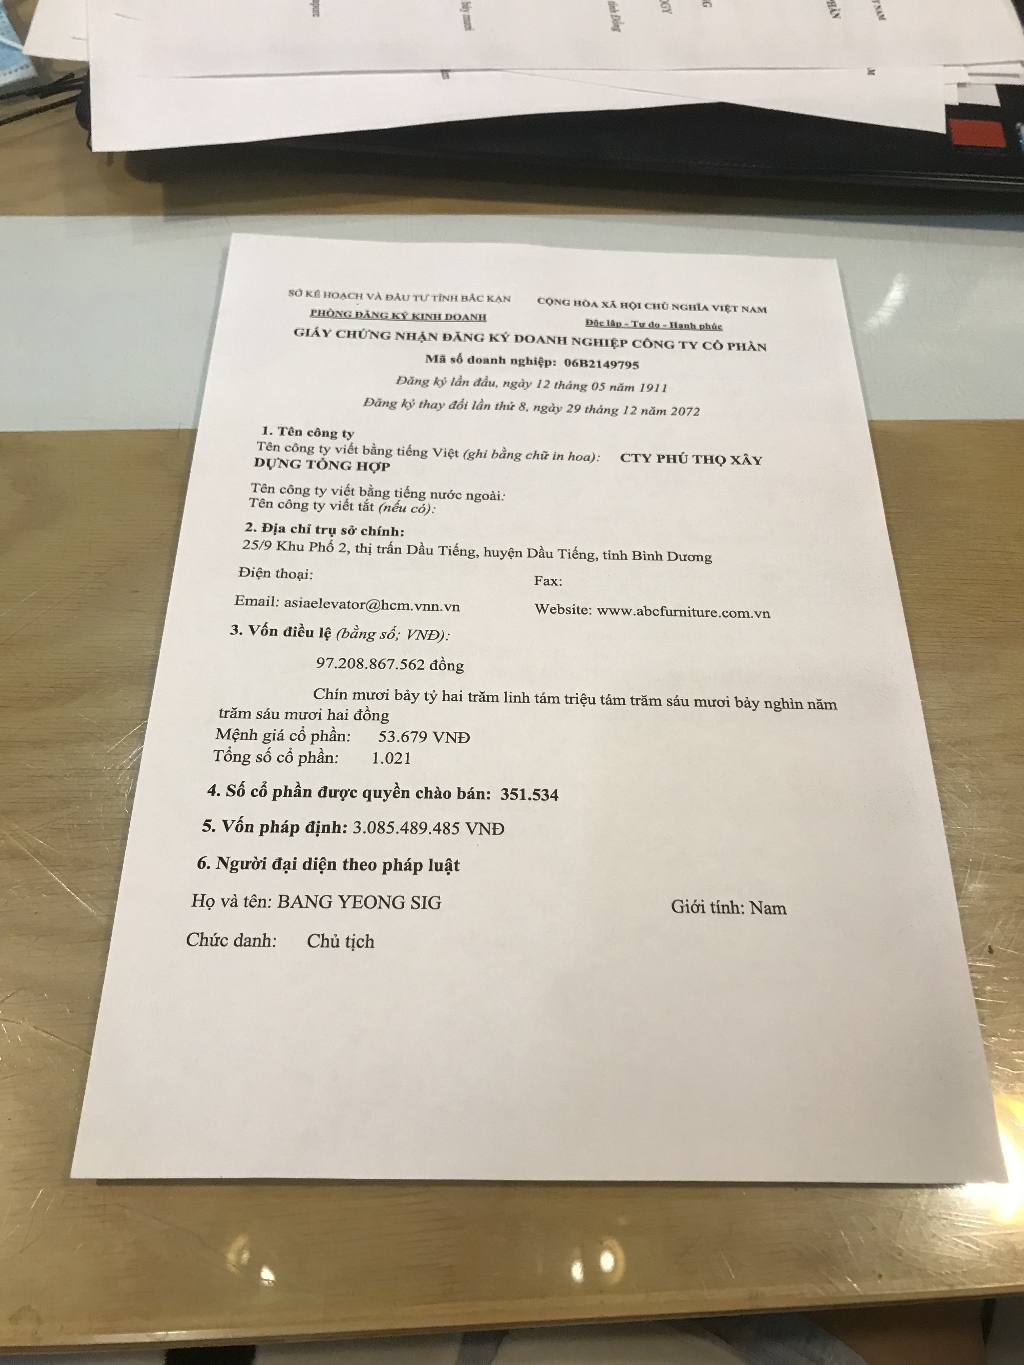 SỞ KẾ HOẠCH VÀ ĐẦU TƯ TỈNH BẮC KẠN
CỘNG HÒA XÃ HỘI CHỦ NGHĨA VIỆT NAM
PHÒNG ĐĂNG KÝ KINH DOANH
Độc lập - Tự do - Hạnh phúc
GIẤY CHỨNG NHẬN ĐĂNG KÝ DOANH NGHIỆP CÔNG TY CỔ PHẦN
Mã số doanh nghiệp: 06B2149795
Đăng ký lần đầu, ngày 12 tháng 05 năm 1911
Đăng ký thay đổi lần thứ 8, ngày 29 tháng 12 năm 2072
1. Tên công ty
Tên công ty viết bằng tiếng Việt (ghi bằng chữ in hoa): CTY PHÚ THỌ XÂY
DỰNG TỔNG HỢP
Tên công ty viết bằng tiếng nước ngoài:
Tên công ty viết tắt (nếu có):
2. Địa chỉ trụ sở chính:
25/9 Khu Phố 2, thị trấn Dầu Tiếng, huyện Dầu Tiếng, tỉnh Bình Dương
Điện thoại:
Fax:
Email: asiaelevator@hcm.vnn.vn
Website: www.abcfurniture.com.vn
3. Vốn điều lệ (bằng số; VNĐ):
97.208.867.562 đồng
Chín mươi bảy tỷ hai trăm linh tám triệu tám trăm sáu mươi bảy nghìn năm
trăm sáu mươi hai đồng
Mệnh giá cổ phần: 53.679 VNĐ
Tổng số cổ phần: 1.021
4. Số cổ phần được quyền chào bán: 351.534
5. Vốn pháp định: 3.085.489.485 VNĐ
6. Người đại diện theo pháp luật
Họ và tên: BANG YEONG SIG
Giới tính: Nam
Chức danh: Chủ tịch